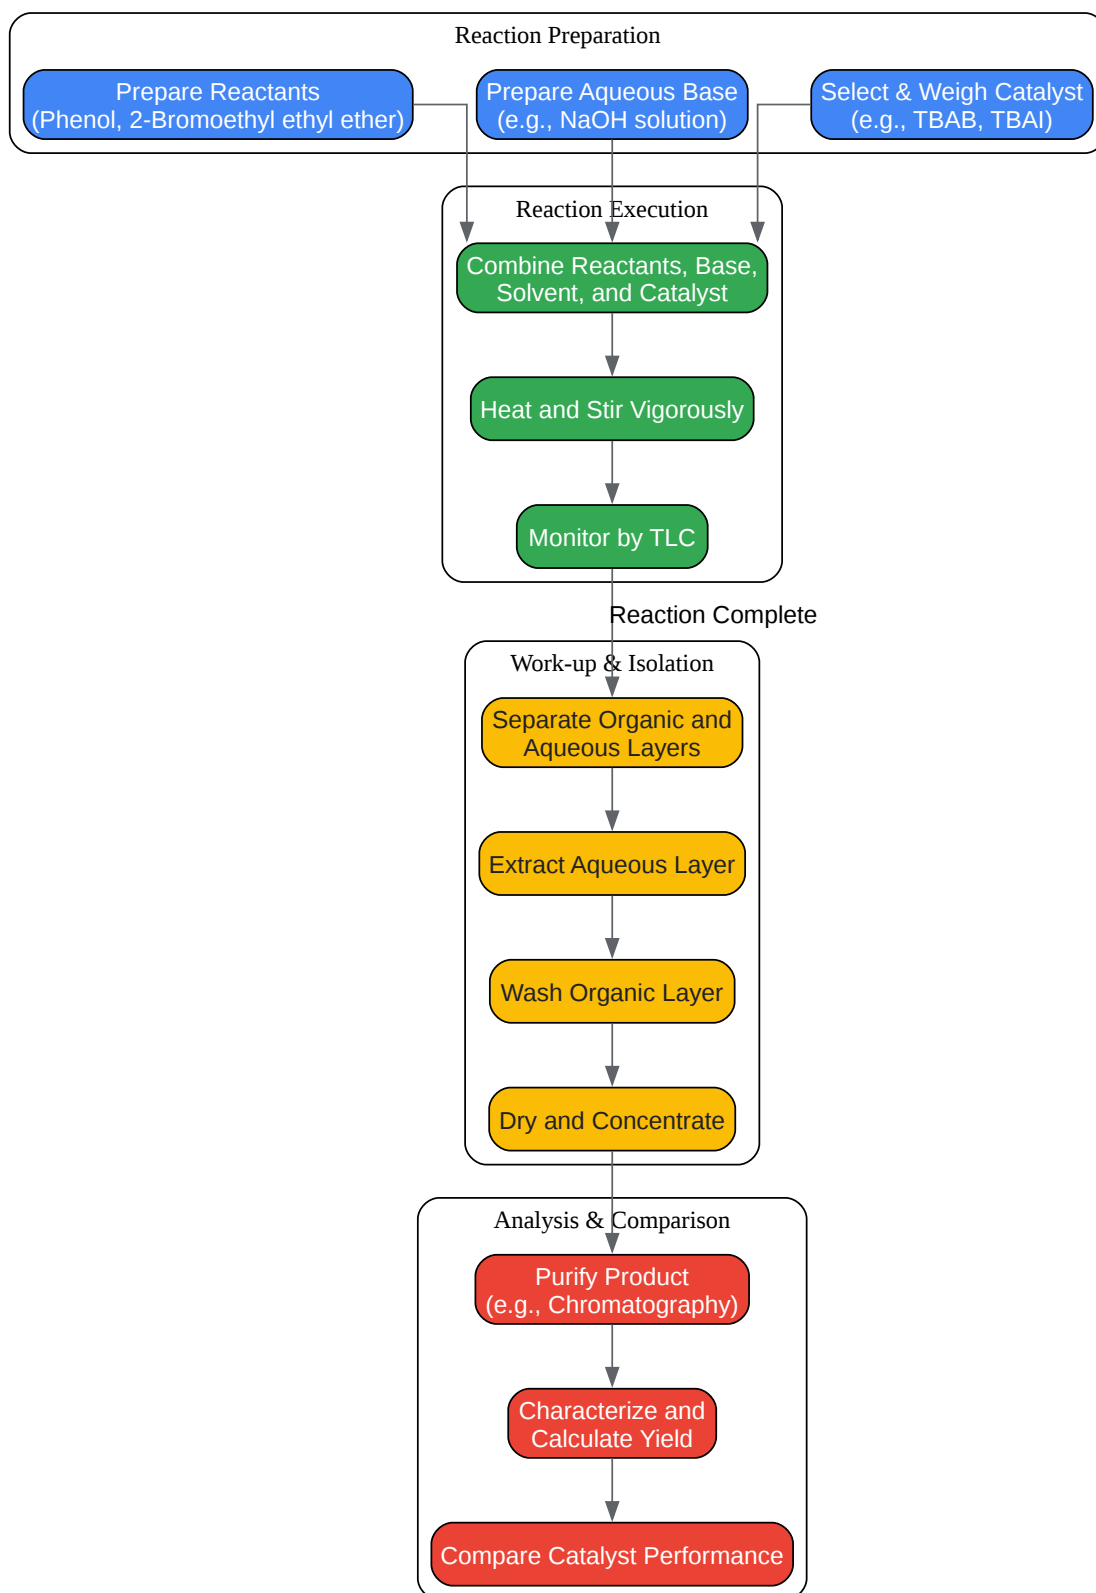 Reaction Preparation
Prepare Reactants
(Phenol, 2-Bromoethyl ethyl ether)
Prepare Aqueous Base
(e.g., NaOH solution)
Select & Weigh Catalyst
(e.g., TBAB, TBAI)
Reaction Execution
Combine Reactants, Base,
Solvent, and Catalyst
Heat and Stir Vigorously
Monitor by TLC
Reaction Complete
Work-up & Isolation
Separate Organic and
Aqueous Layers
Extract Aqueous Layer
Wash Organic Layer
Dry and Concentrate
Analysis & Comparison
Purify Product
(e.g., Chromatography)
Characterize and
Calculate Yield
Compare Catalyst Performance